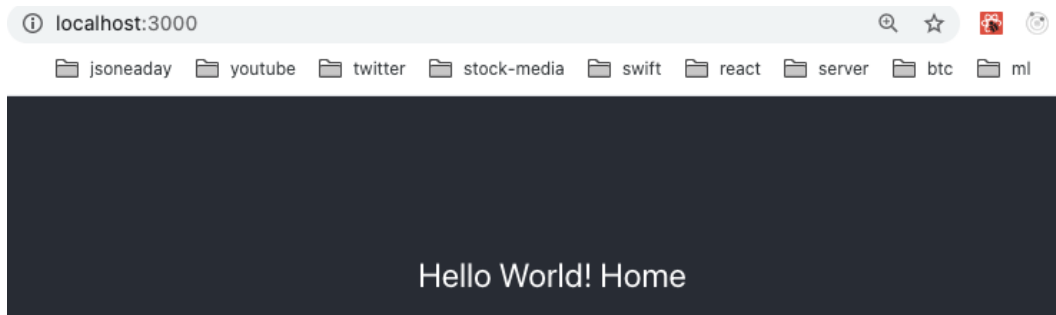 localhost:3000
jsoneaday youtube twitter stock-media swift react server btc ml
Hello World! Home